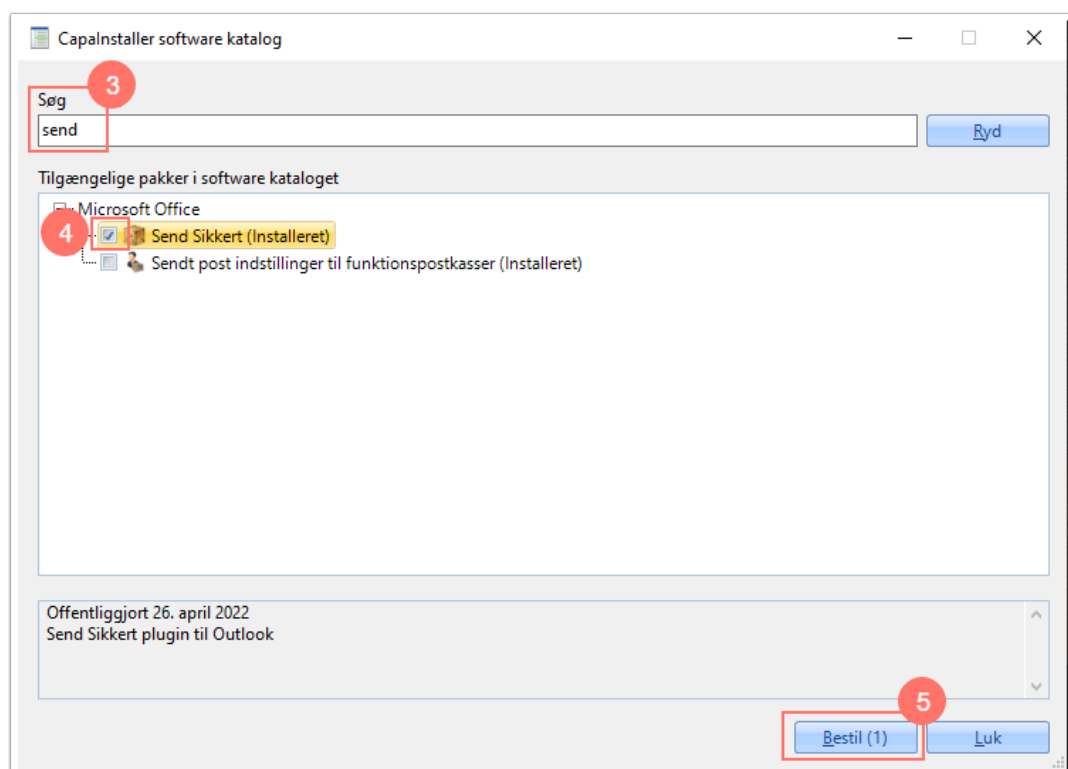 CapaInstaller software katalog
3
Søg
send
Ryd
Tilgængelige pakker i software kataloget
Microsoft Office
4
Send Sikkert (Installeret)
Sendt post indstillinger til funktionspostkasser (Installeret)
Offentliggjort 26. april 2022
Send Sikkert plugin til Outlook
5
Bestil (1)
Luk